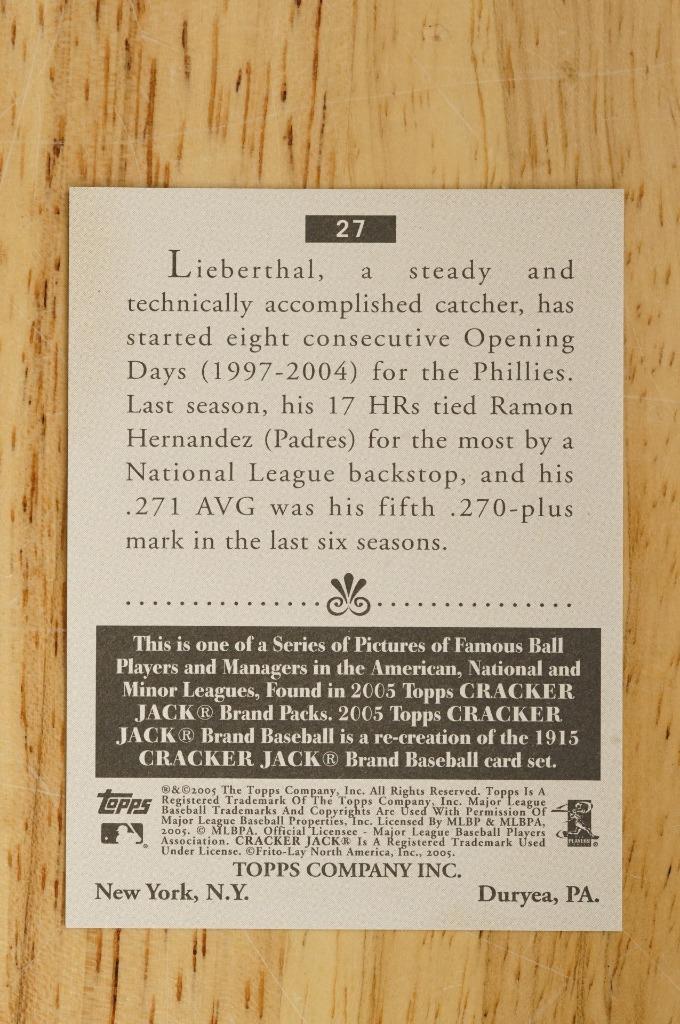 27
Lieberthal, a steady and
technically accomplished catcher, has
started eight consecutive Opening
Days (1997-2004) for the Phillies.
Last season, his 17 HRs tied Ramon
Hernandez (Padres) for the most by a
National League backstop, and his
.271 AVG was his fifth .270-plus
mark in the last six seasons.
This is one of a Series of Pictures of Famous Ball
Players and Managers in the American, National and
Minor Leagues, Found in 2005 Topps CRACKER
JACK® Brand Packs. 2005 Topps CRACKER
JACK® Brand Baseball is a re-creation of the 1915
CRACKER JACK® Brand Baseball card set.
Topps
®&©2005 The Topps Company, Inc. All Rights Reserved. Topps Is A
Registered Trademark Of The Topps Company, Inc. Major League
Baseball Trademarks And Copyrights Are Used With Permission Of
Major League Baseball Properties, Inc. Licensed By MLBP & MLBPA,
2005. © MLBPA. Official Licensee - Major League Baseball Players
Association. CRACKER JACK® Is A Registered Trademark Used
Under License. ©Frito-Lay North America, Inc., 2005.
PLAYERS
TOPPS COMPANY INC.
New York, N.Y. Duryea, PA.